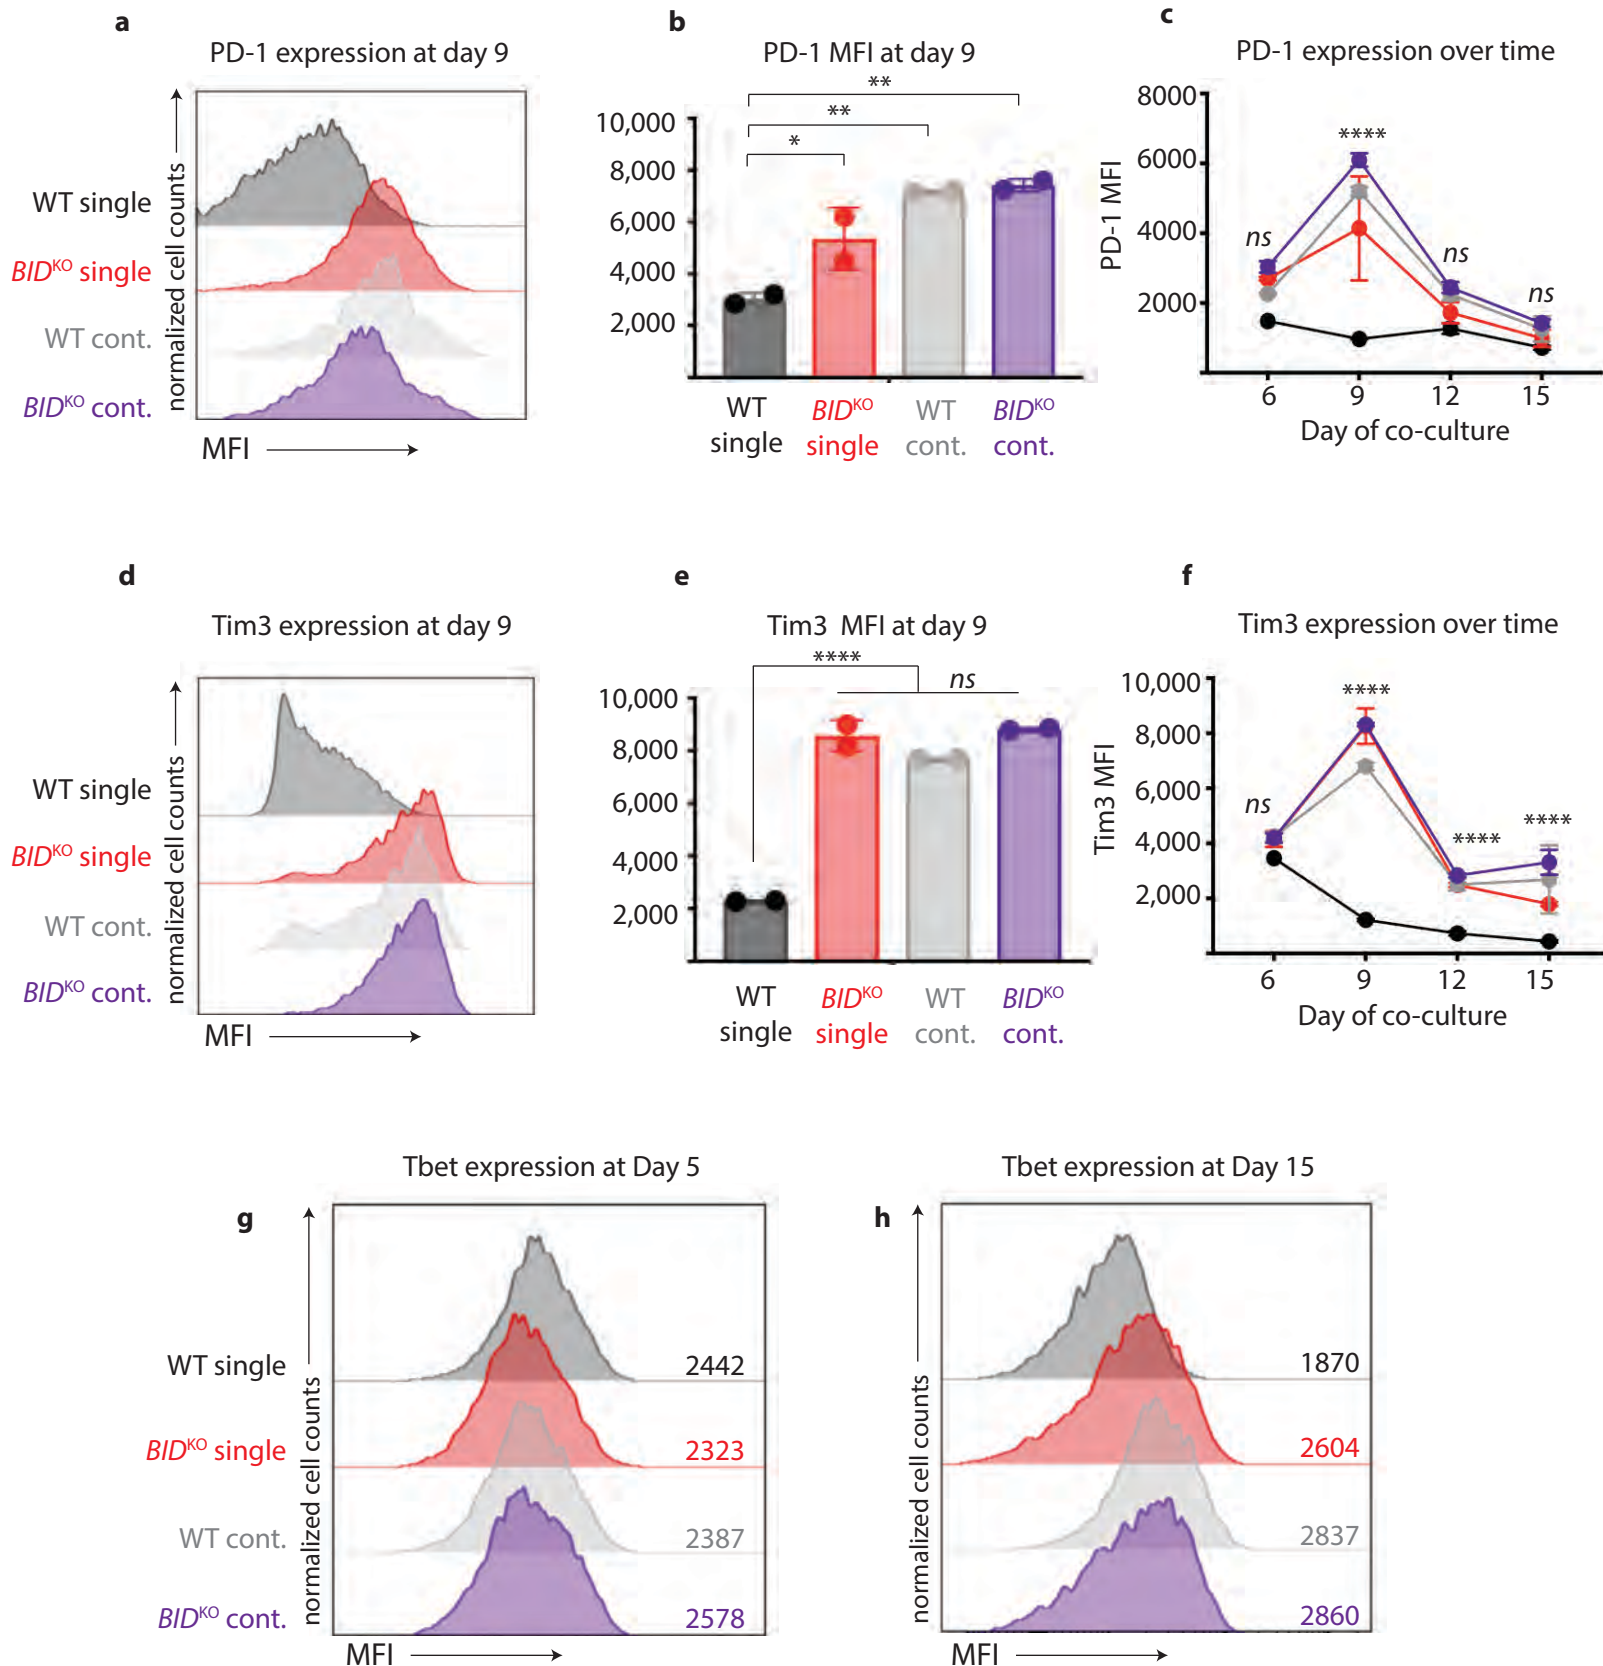 a
PD-1 expression at day 9
normalized cell counts
WT single
BIDKO single
WT cont.
BIDKO cont.
MFI
b
PD-1 MFI at day 9
**
**
*
10,000
8,000
6,000
4,000
2,000
WT single
BIDKO single
WT cont.
BIDKO cont.
c
PD-1 expression over time
PD-1 MFI
8000
6000
4000
2000
ns
****
ns
ns
6 9 12 15
Day of co-culture
d
Tim3 expression at day 9
normalized cell counts
WT single
BIDKO single
WT cont.
BIDKO cont.
MFI
e
Tim3 MFI at day 9
****
ns
10,000
8,000
6,000
4,000
2,000
WT single
BIDKO single
WT cont.
BIDKO cont.
f
Tim3 expression over time
Tim3 MFI
10,000
8,000
6,000
4,000
2,000
ns
****
****
****
6 9 12 15
Day of co-culture
g
Tbet expression at Day 5
normalized cell counts
WT single 2442
BIDKO single 2323
WT cont. 2387
BIDKO cont. 2578
MFI
h
Tbet expression at Day 15
normalized cell counts
1870
2604
2837
2860
MFI